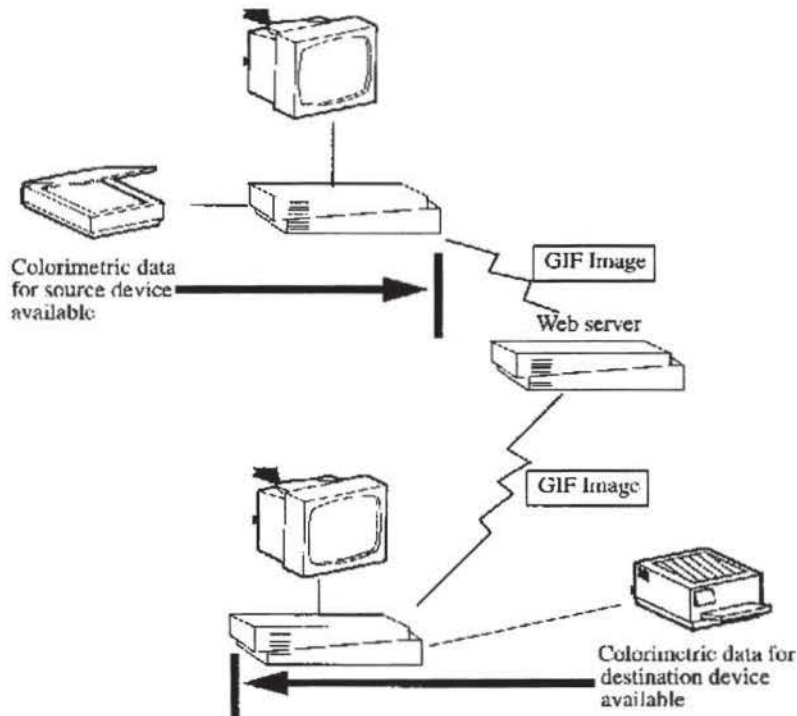 Colorimetric data
for source device
available
GIF Image
Web server
GIF Image
Colorimetric data for
destination device
available